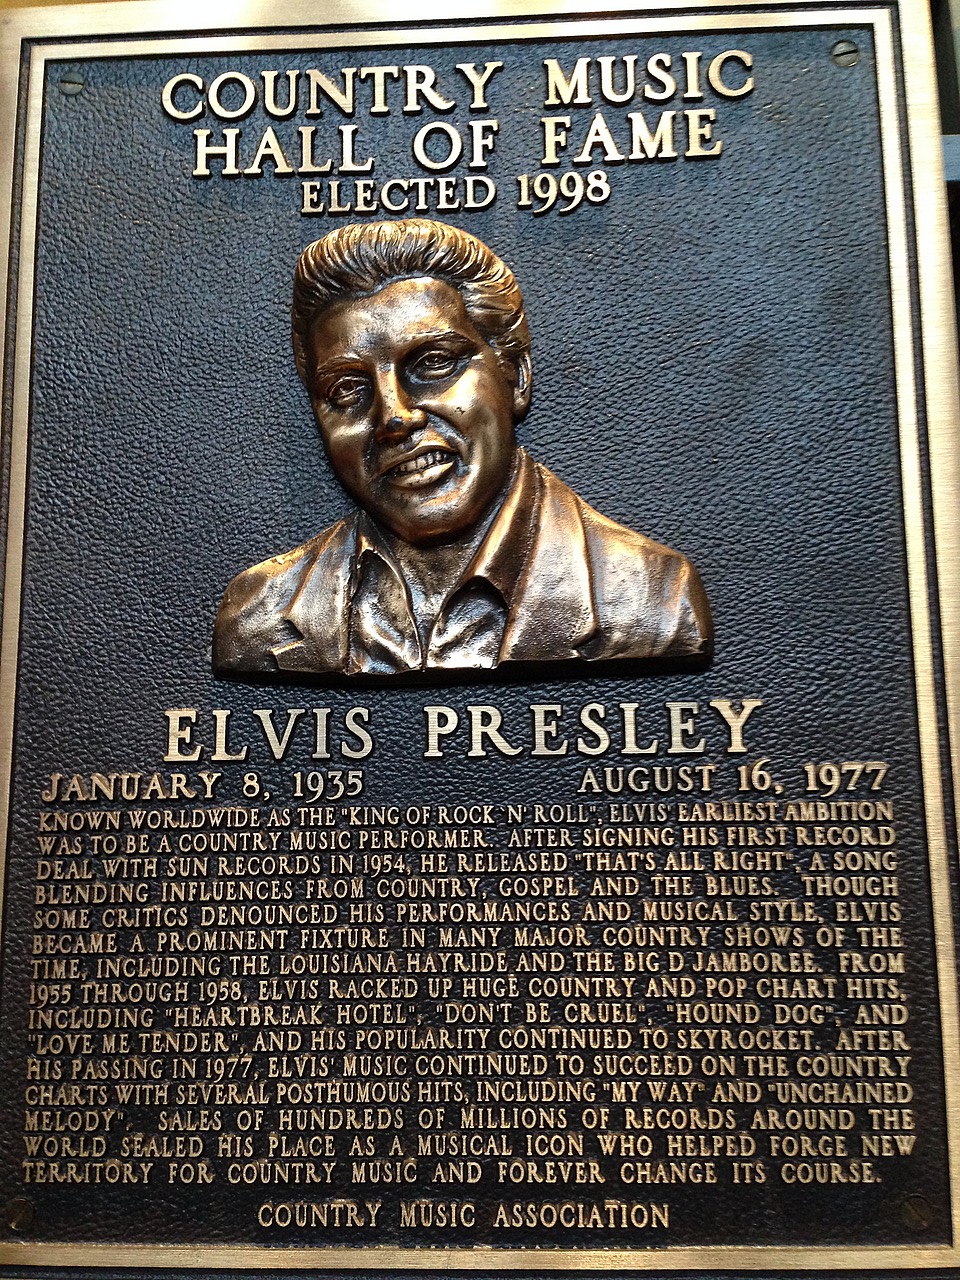 COUNTRY MUSIC
HALL OF FAME
ELECTED 1998
ELVIS PRESLEY
JANUARY 8, 1935 AUGUST 16, 1977
KNOWN WORLDWIDE AS THE "KING OF ROCK 'N' ROLL", ELVIS' EARLIEST AMBITION
WAS TO BE A COUNTRY MUSIC PERFORMER. AFTER SIGNING HIS FIRST RECORD
DEAL WITH SUN RECORDS IN 1954, HE RELEASED "THAT'S ALL RIGHT", A SONG
BLENDING INFLUENCES FROM COUNTRY, GOSPEL AND THE BLUES. THOUGH
SOME CRITICS DENOUNCED HIS PERFORMANCES AND MUSICAL STYLE, ELVIS
BECAME A PROMINENT FIXTURE IN MANY MAJOR COUNTRY SHOWS OF THE
TIME, INCLUDING THE LOUISIANA HAYRIDE AND THE BIG D JAMBOREE. FROM
1955 THROUGH 1958, ELVIS RACKED UP HUGE COUNTRY AND POP CHART HITS,
INCLUDING "HEARTBREAK HOTEL", "DON'T BE CRUEL", "HOUND DOG", AND
"LOVE ME TENDER", AND HIS POPULARITY CONTINUED TO SKYROCKET. AFTER
HIS PASSING IN 1977, ELVIS' MUSIC CONTINUED TO SUCCEED ON THE COUNTRY
CHARTS WITH SEVERAL POSTHUMOUS HITS, INCLUDING "MY WAY" AND "UNCHAINED
MELODY". SALES OF HUNDREDS OF MILLIONS OF RECORDS AROUND THE
WORLD SEALED HIS PLACE AS A MUSICAL ICON WHO HELPED FORGE NEW
TERRITORY FOR COUNTRY MUSIC AND FOREVER CHANGE ITS COURSE.
COUNTRY MUSIC ASSOCIATION